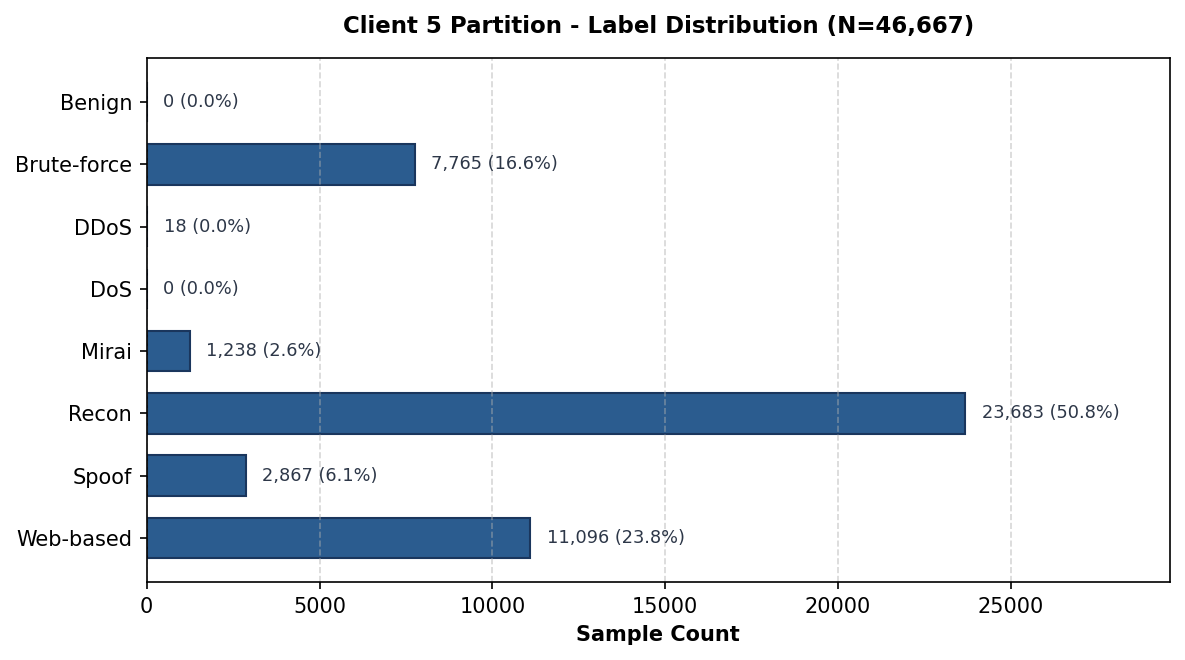 Client 5 Partition - Label Distribution (N=46,667)
Benign 0 (0.0%)
Brute-force 7,765 (16.6%)
DDoS 18 (0.0%)
DoS 0 (0.0%)
Mirai 1,238 (2.6%)
Recon 23,683 (50.8%)
Spoof 2,867 (6.1%)
Web-based 11,096 (23.8%)
0 5000 10000 15000 20000 25000
Sample Count